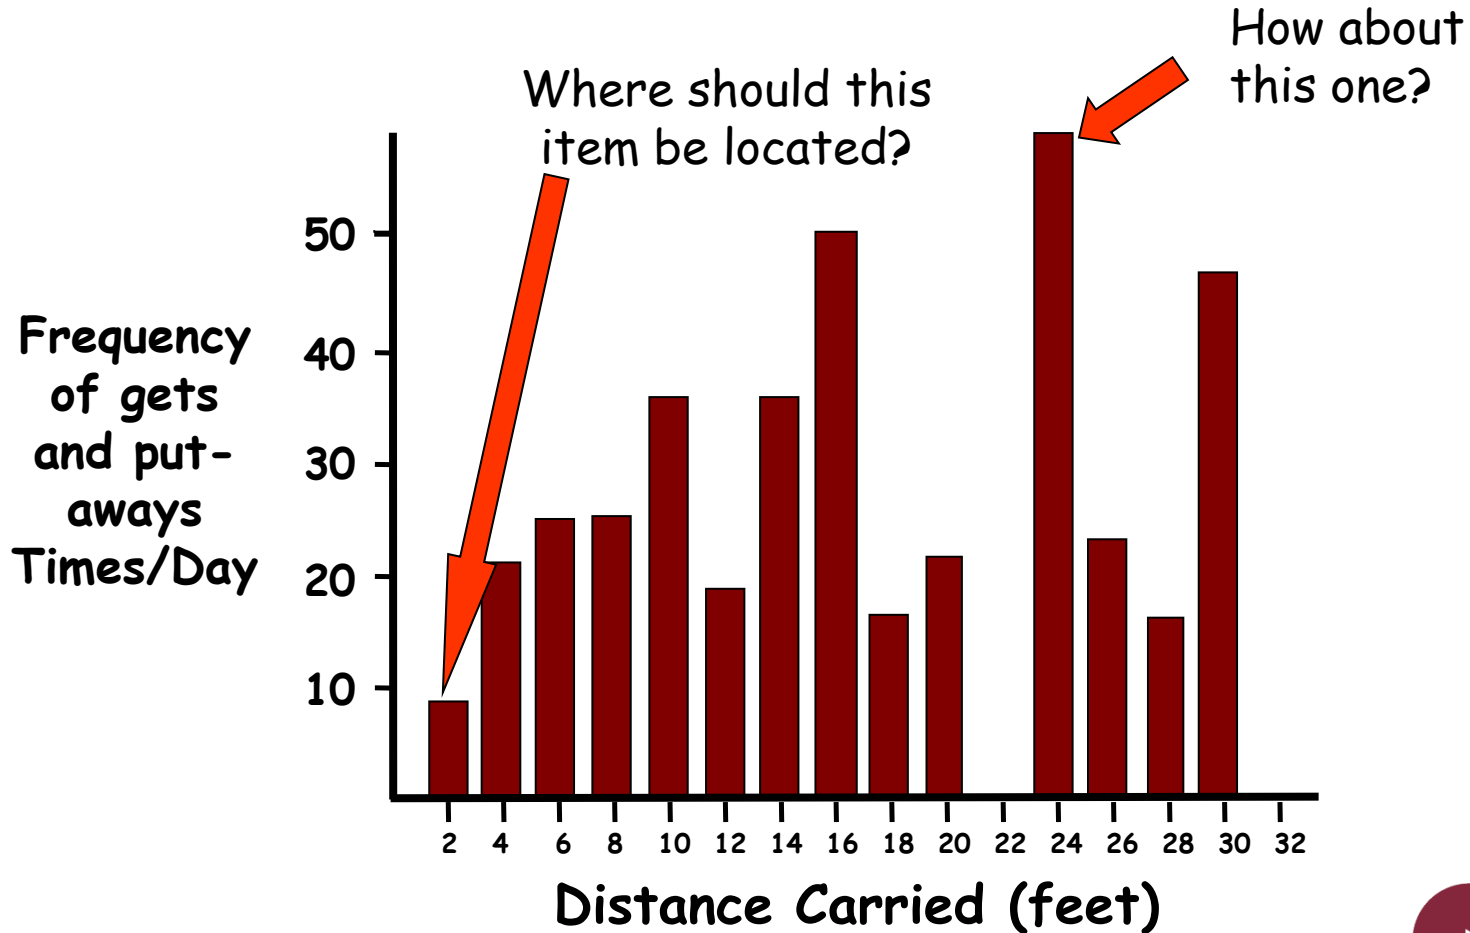 How about
this one?
Where should this
item be located?
50
40
30
20
10
Frequency
of gets
and put-
aways
Times/Day
2 4 6 8 10 12 14 16 18 20 22 24 26 28 30 32
Distance Carried (feet)